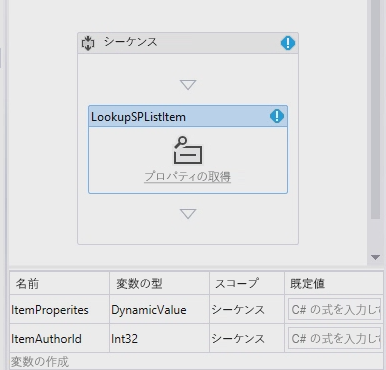 シーケンス
LookupSPListItem
プロパティの取得
名前 変数の型 スコープ 既定値
ItemProperites DynamicValue シーケンス C# の式を入力して
ItemAuthorId Int32 シーケンス C# の式を入力して
変数の作成